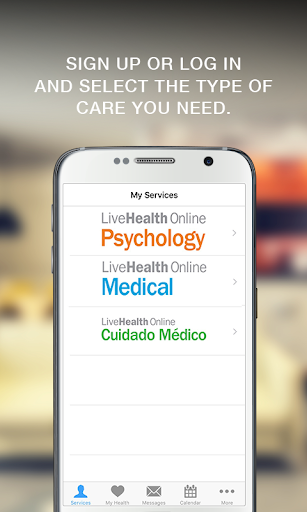 SIGN UP OR LOG IN
AND SELECT THE TYPE OF
CARE YOU NEED.
My Services
LiveHealth Online
Psychology
LiveHealth Online
Medical
LiveHealth Online
Cuidado Médico
Services My Health Messages Calendar More